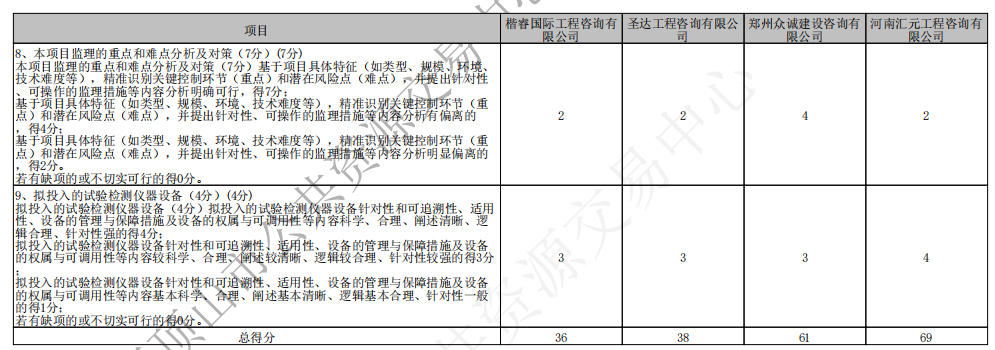 项目
楷睿国际工程咨询有限公司
圣达工程咨询有限公司
郑州众诚建设咨询有限公司
河南汇元工程咨询有限公司
8、本项目监理的重点和难点分析及对策（7分）(7分)
本项目监理的重点和难点分析及对策（7分）基于项目具体特征（如类型、规模、环境、
技术难度等），精准识别关键控制环节（重点）和潜在风险点（难点），并提出针对性
、可操作的监理措施等内容分析明确可行，得7分；
基于项目具体特征（如类型、规模、环境、技术难度等），精准识别关键控制环节（重
点）和潜在风险点（难点），并提出针对性、可操作的监理措施等内容分析有偏离的
，得4分；
基于项目具体特征（如类型、规模、环境、技术难度等），精准识别关键控制环节（重
点）和潜在风险点（难点），并提出针对性、可操作的监理措施等内容分析明显偏离的
，得2分。
若有缺项的或不切实可行的得0分。
2 2 4 2
9、拟投入的试验检测仪器设备（4分）(4分)
拟投入的试验检测仪器设备（4分）拟投入的试验检测仪器设备针对性和可追溯性、适用
性、设备的管理与保障措施及设备的权属与可调用性等内容科学、合理、阐述清晰、逻
辑合理、针对性强的得4分；
拟投入的试验检测仪器设备针对性和可追溯性、适用性、设备的管理与保障措施及设备
的权属与可调用性等内容较科学、合理、阐述较清晰、逻辑较合理、针对性较强的得3分
；
拟投入的试验检测仪器设备针对性和可追溯性、适用性、设备的管理与保障措施及设备
的权属与可调用性等内容基本科学、合理、阐述基本清晰、逻辑基本合理、针对性一般
的得1分；
若有缺项的或不切实可行的得0分。
3 3 3 4
总得分 36 38 61 69
顶山市公共资源交易中心
共资源交易中心